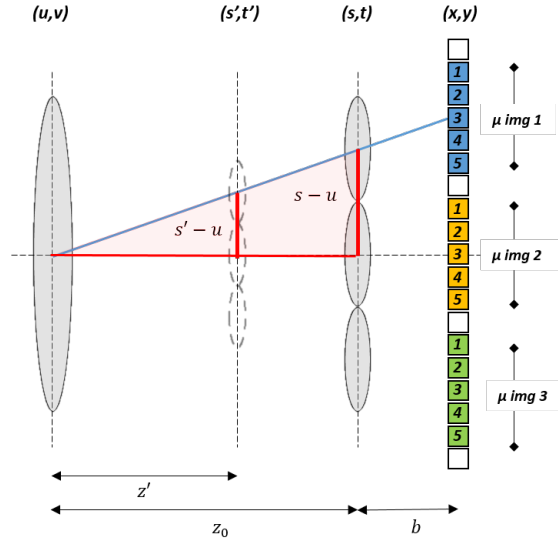 (u,v)
(s',t')
(s,t)
(x,y)
1
2
3
4
5
μ img 1
s − u
s' − u
1
2
3
4
5
μ img 2
1
2
3
4
5
μ img 3
z'
z₀
b